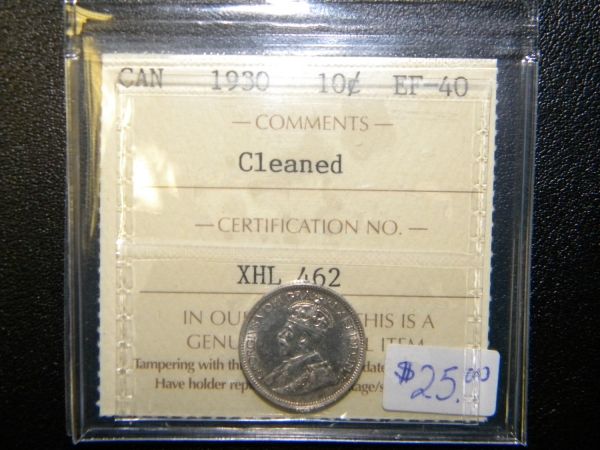 CAN 1930 10¢ EF-40
— COMMENTS —
Cleaned
— CERTIFICATION NO. —
XHL 462
IN OU THIS IS A
GENU L ITEM
Tampering with th date
Have holder rep age/s
$25.00